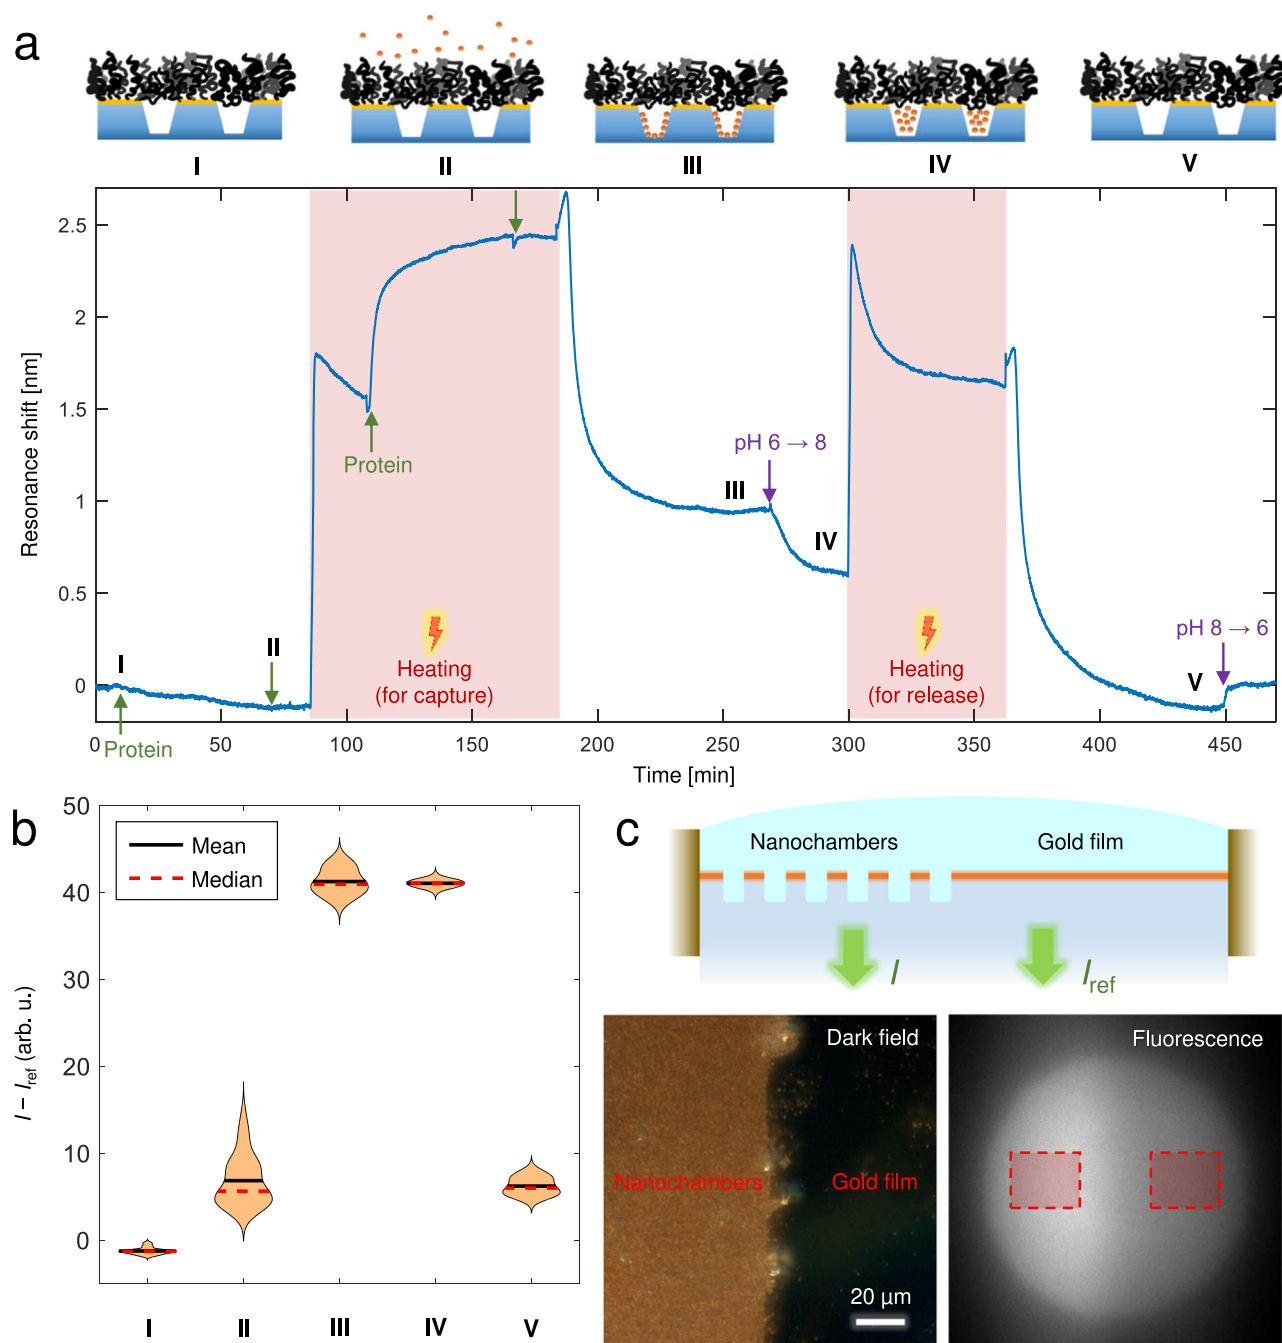 a
I
II
III
IV
V
Resonance shift [nm]
2.5
2
1.5
1
0.5
0
I
Protein
II
Protein
Heating
(for capture)
III
pH 6 → 8
IV
Heating
(for release)
pH 8 → 6
V
0
50
100
150
200
250
300
350
400
450
Time [min]
b
Mean
Median
I − Iref (arb. u.)
50
40
30
20
10
0
I
II
III
IV
V
c
Nanochambers
Gold film
I
Iref
Dark field
Nanochambers
Gold film
20 µm
Fluorescence